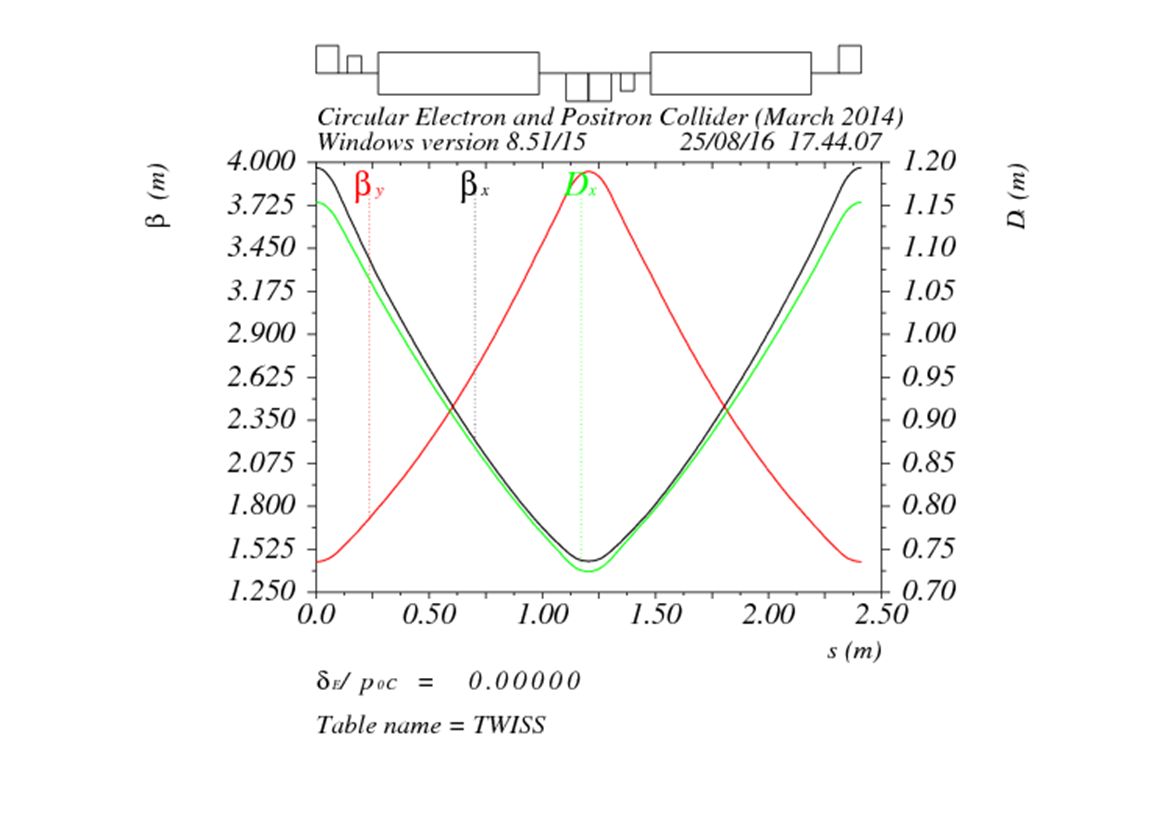 Circular Electron and Positron Collider (March 2014)
Windows version 8.51/15 25/08/16 17.44.07
β (m)
D (m)
β y
β x
D x
4.000
3.725
3.450
3.175
2.900
2.625
2.350
2.075
1.800
1.525
1.250
1.20
1.15
1.10
1.05
1.00
0.95
0.90
0.85
0.80
0.75
0.70
0.0 0.50 1.00 1.50 2.00 2.50
s (m)
δE/ p0c = 0.00000
Table name = TWISS